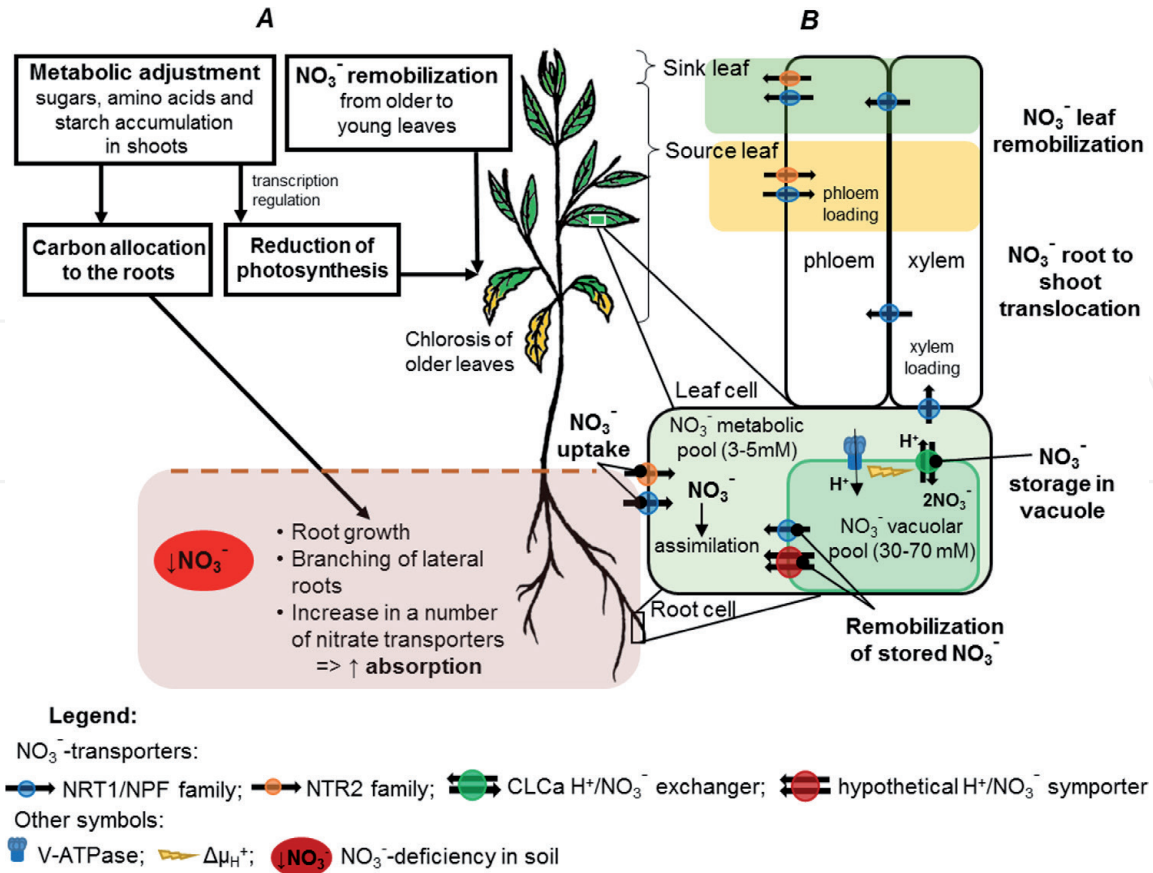 A
Metabolic adjustment
sugars, amino acids and
starch accumulation
in shoots
NO₃⁻ remobilization
from older to
young leaves
transcription
regulation
Carbon allocation
to the roots
Reduction of
photosynthesis
Chlorosis of
older leaves
↓NO₃⁻
• Root growth
• Branching of lateral
roots
• Increase in a number
of nitrate transporters
=> ↑ absorption
B
Sink leaf
Source leaf
NO₃⁻ leaf
remobilization
phloem
loading
phloem
xylem
NO₃⁻ root to
shoot
translocation
xylem
loading
Leaf cell
NO₃⁻
uptake
NO₃⁻ metabolic
pool (3-5mM)
NO₃⁻
assimilation
H⁺
H⁺
2NO₃⁻
NO₃⁻ vacuolar
pool (30-70 mM)
NO₃⁻
storage in
vacuole
Root cell
Remobilization
of stored NO₃⁻
Legend:
NO₃⁻-transporters:
NRT1/NPF family; NTR2 family; CLCa H⁺/NO₃⁻ exchanger; hypothetical H⁺/NO₃⁻ symporter
Other symbols:
V-ATPase; Δμ_H⁺; ↓NO₃⁻ NO₃⁻-deficiency in soil